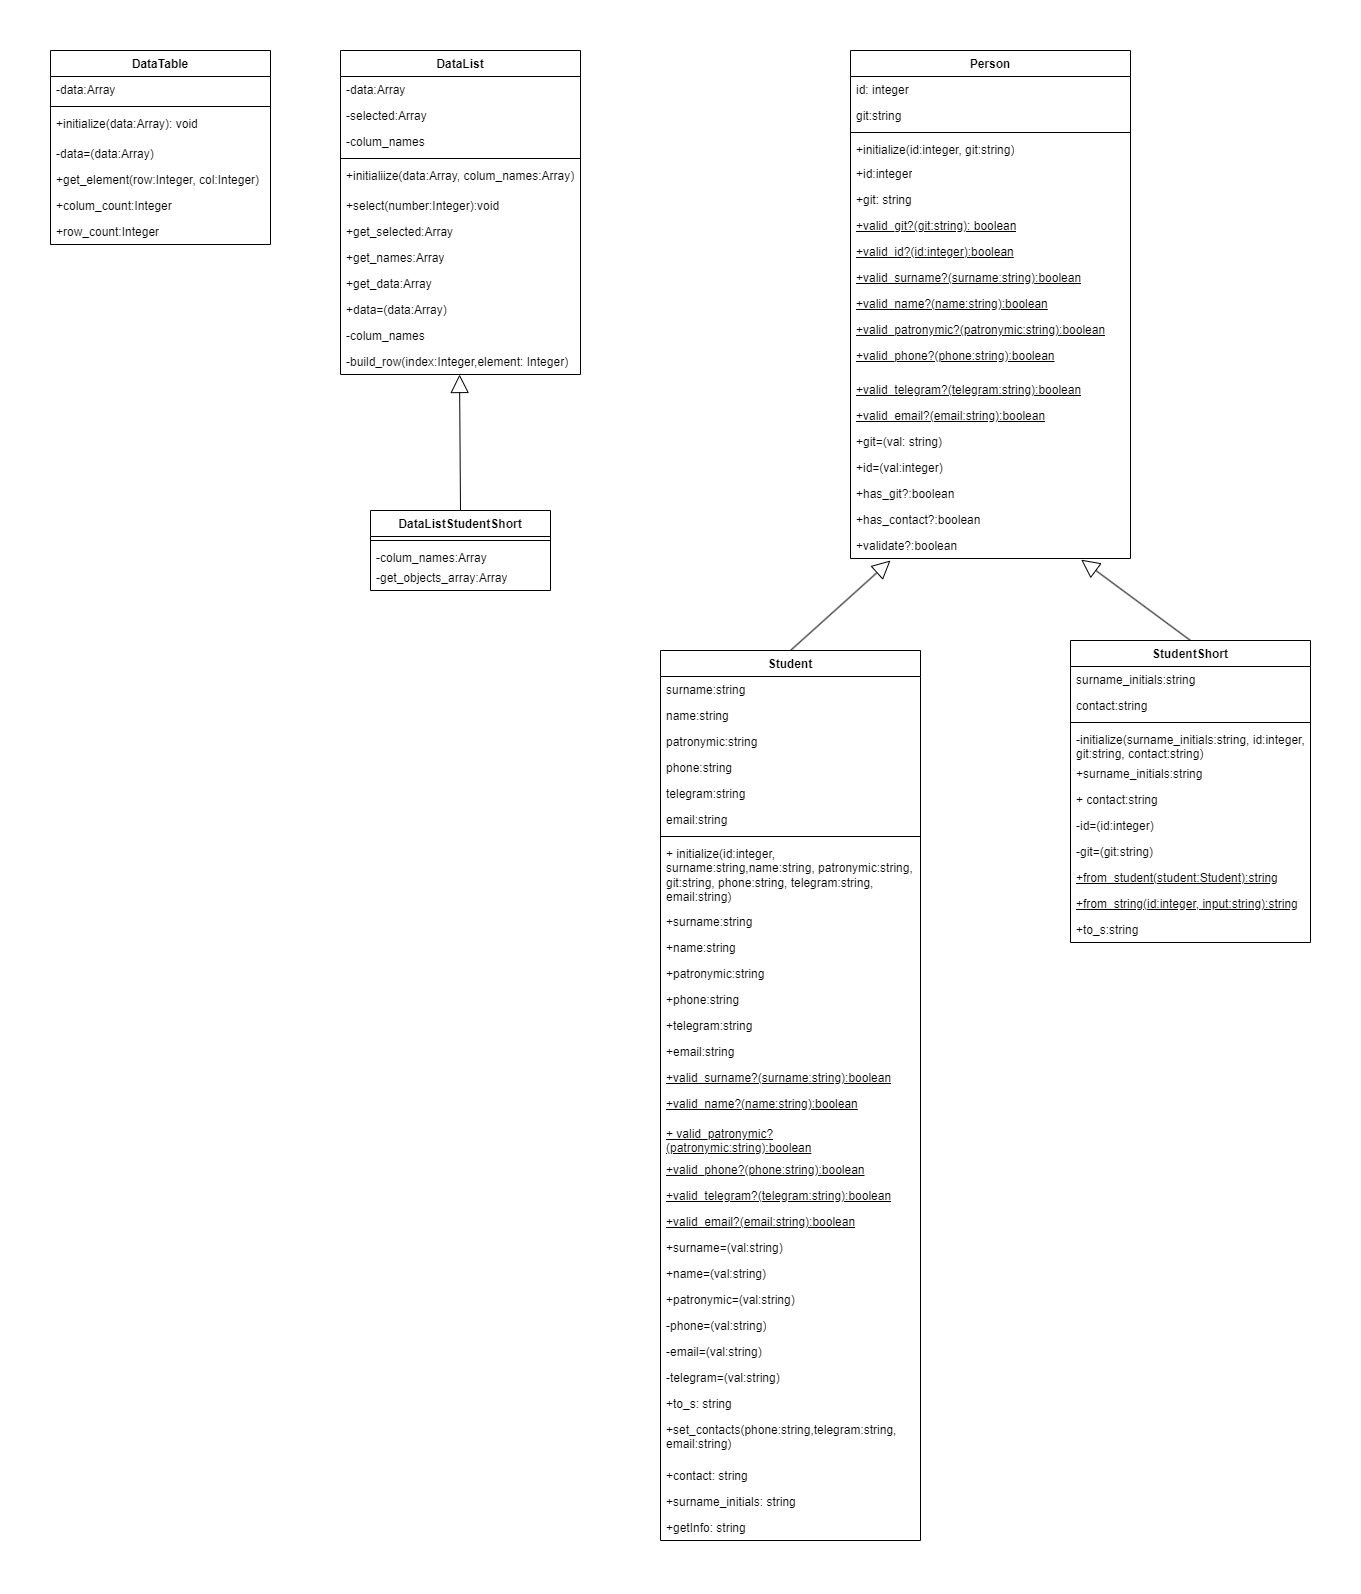 DataTable
-data:Array
+initialize(data:Array): void
-data=(data:Array)
+get_element(row:Integer, col:Integer)
+colum_count:Integer
+row_count:Integer
DataList
-data:Array
-selected:Array
-colum_names
+initialiize(data:Array, colum_names:Array)
+select(number:Integer):void
+get_selected:Array
+get_names:Array
+get_data:Array
+data=(data:Array)
-colum_names
-build_row(index:Integer,element: Integer)
DataListStudentShort
-colum_names:Array
-get_objects_array:Array
Person
id: integer
git:string
+initialize(id:integer, git:string)
+id:integer
+git: string
+valid_git?(git:string): boolean
+valid_id?(id:integer):boolean
+valid_surname?(surname:string):boolean
+valid_name?(name:string):boolean
+valid_patronymic?(patronymic:string):boolean
+valid_phone?(phone:string):boolean
+valid_telegram?(telegram:string):boolean
+valid_email?(email:string):boolean
+git=(val: string)
+id=(val:integer)
+has_git?:boolean
+has_contact?:boolean
+validate?:boolean
Student
surname:string
name:string
patronymic:string
phone:string
telegram:string
email:string
+ initialize(id:integer,
surname:string,name:string, patronymic:string,
git:string, phone:string, telegram:string,
email:string)
+surname:string
+name:string
+patronymic:string
+phone:string
+telegram:string
+email:string
+valid_surname?(surname:string):boolean
+valid_name?(name:string):boolean
+ valid_patronymic?
(patronymic:string):boolean
+valid_phone?(phone:string):boolean
+valid_telegram?(telegram:string):boolean
+valid_email?(email:string):boolean
+surname=(val:string)
+name=(val:string)
+patronymic=(val:string)
-phone=(val:string)
-email=(val:string)
-telegram=(val:string)
+to_s: string
+set_contacts(phone:string,telegram:string,
email:string)
+contact: string
+surname_initials: string
+getInfo: string
StudentShort
surname_initials:string
contact:string
-initialize(surname_initials:string, id:integer,
git:string, contact:string)
+surname_initials:string
+ contact:string
-id=(id:integer)
-git=(git:string)
+from_student(student:Student):string
+from_string(id:integer, input:string):string
+to_s:string